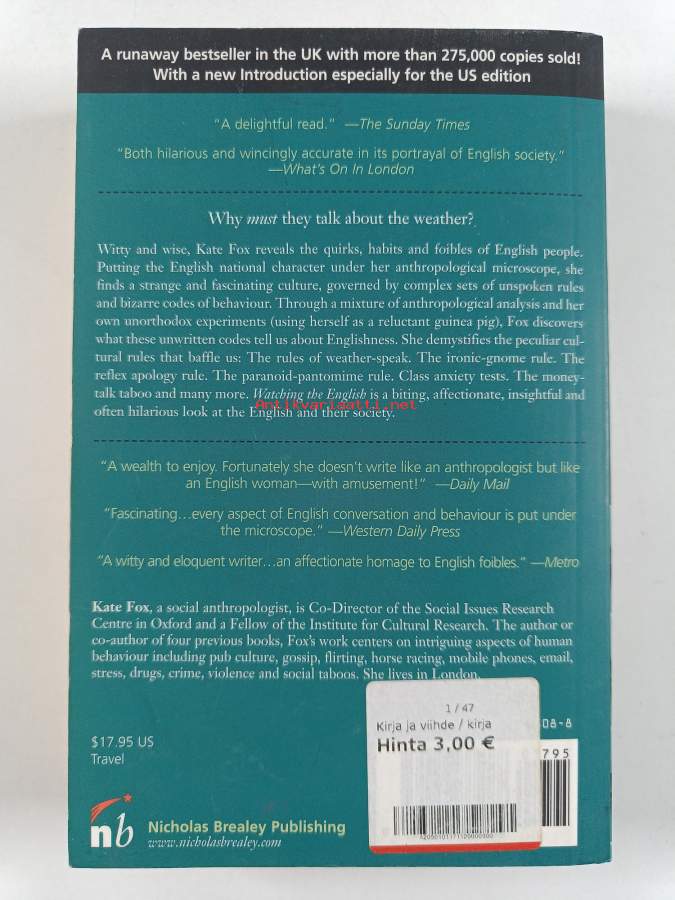 A runaway bestseller in the UK with more than 275,000 copies sold!
With a new Introduction especially for the US edition
“A delightful read.” —The Sunday Times
“Both hilarious and wincingly accurate in its portrayal of English society.”
—What’s On In London
Why must they talk about the weather?
Witty and wise, Kate Fox reveals the quirks, habits and foibles of English people.
Putting the English national character under her anthropological microscope, she
finds a strange and fascinating culture, governed by complex sets of unspoken rules
and bizarre codes of behaviour. Through a mixture of anthropological analysis and her
own unorthodox experiments (using herself as a reluctant guinea pig), Fox discovers
what these unwritten codes tell us about Englishness. She demystifies the peculiar cul-
tural rules that baffle us: The rules of weather-speak. The ironic-gnome rule. The
reflex apology rule. The paranoid-pantomime rule. Class anxiety tests. The money-
talk taboo and many more. Watching the English is a biting, affectionate, insightful and
Antikvariaatti.net
often hilarious look at the English and their society.
“A wealth to enjoy. Fortunately she doesn’t write like an anthropologist but like
an English woman—with amusement!” —Daily Mail
“Fascinating...every aspect of English conversation and behaviour is put under
the microscope.” —Western Daily Press
“A witty and eloquent writer...an affectionate homage to English foibles.” —Metro
Kate Fox, a social anthropologist, is Co-Director of the Social Issues Research
Centre in Oxford and a Fellow of the Institute for Cultural Research. The author or
co-author of four previous books, Fox’s work centers on intriguing aspects of human
behaviour including pub culture, gossip, flirting, horse racing, mobile phones, email,
stress, drugs, crime, violence and social taboos. She lives in London.
1 / 47
Kirja ja viihde / kirja
Hinta 3,00 €
08-8
795
$17.95 US
Travel
nb Nicholas Brealey Publishing
www.nicholasbrealey.com